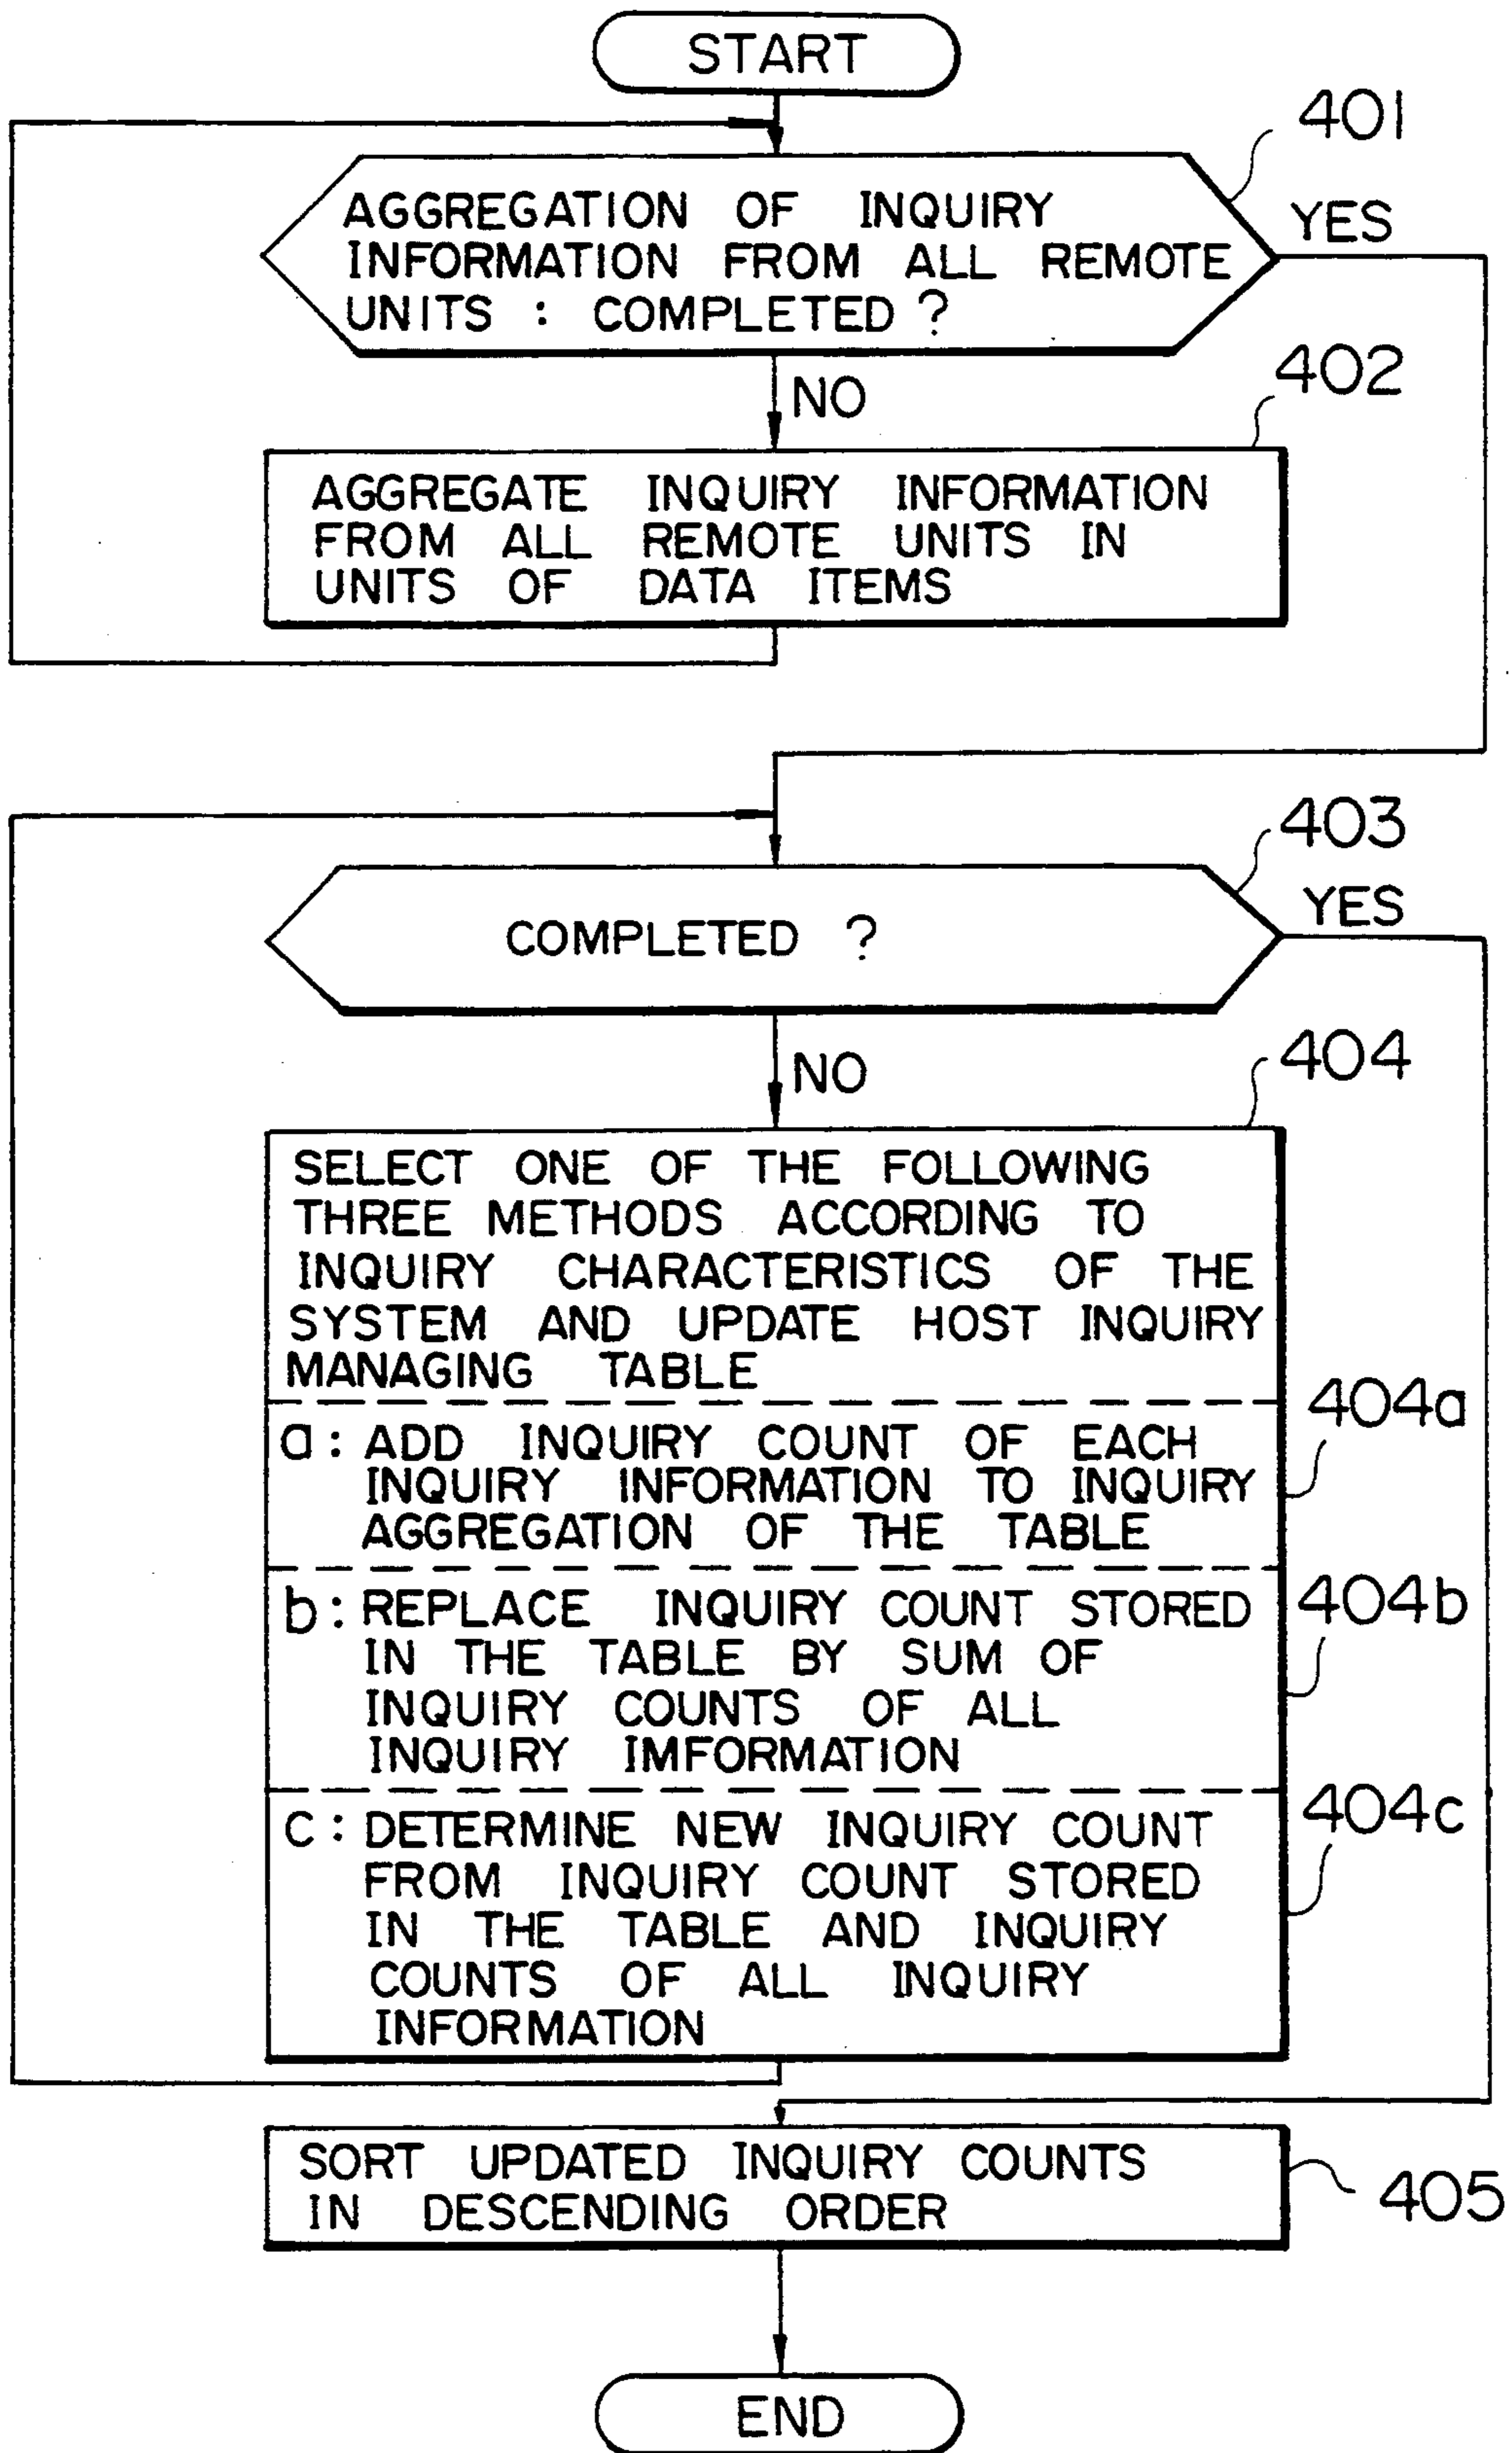 START
401
AGGREGATION OF INQUIRY
INFORMATION FROM ALL REMOTE
UNITS : COMPLETED ?
YES
NO
402
AGGREGATE INQUIRY INFORMATION
FROM ALL REMOTE UNITS IN
UNITS OF DATA ITEMS
403
COMPLETED ?
YES
NO
404
SELECT ONE OF THE FOLLOWING
THREE METHODS ACCORDING TO
INQUIRY CHARACTERISTICS OF THE
SYSTEM AND UPDATE HOST INQUIRY
MANAGING TABLE
404a
a : ADD INQUIRY COUNT OF EACH
INQUIRY INFORMATION TO INQUIRY
AGGREGATION OF THE TABLE
404b
b : REPLACE INQUIRY COUNT STORED
IN THE TABLE BY SUM OF
INQUIRY COUNTS OF ALL
INQUIRY IMFORMATION
404c
c : DETERMINE NEW INQUIRY COUNT
FROM INQUIRY COUNT STORED
IN THE TABLE AND INQUIRY
COUNTS OF ALL INQUIRY
INFORMATION
SORT UPDATED INQUIRY COUNTS
IN DESCENDING ORDER
405
END